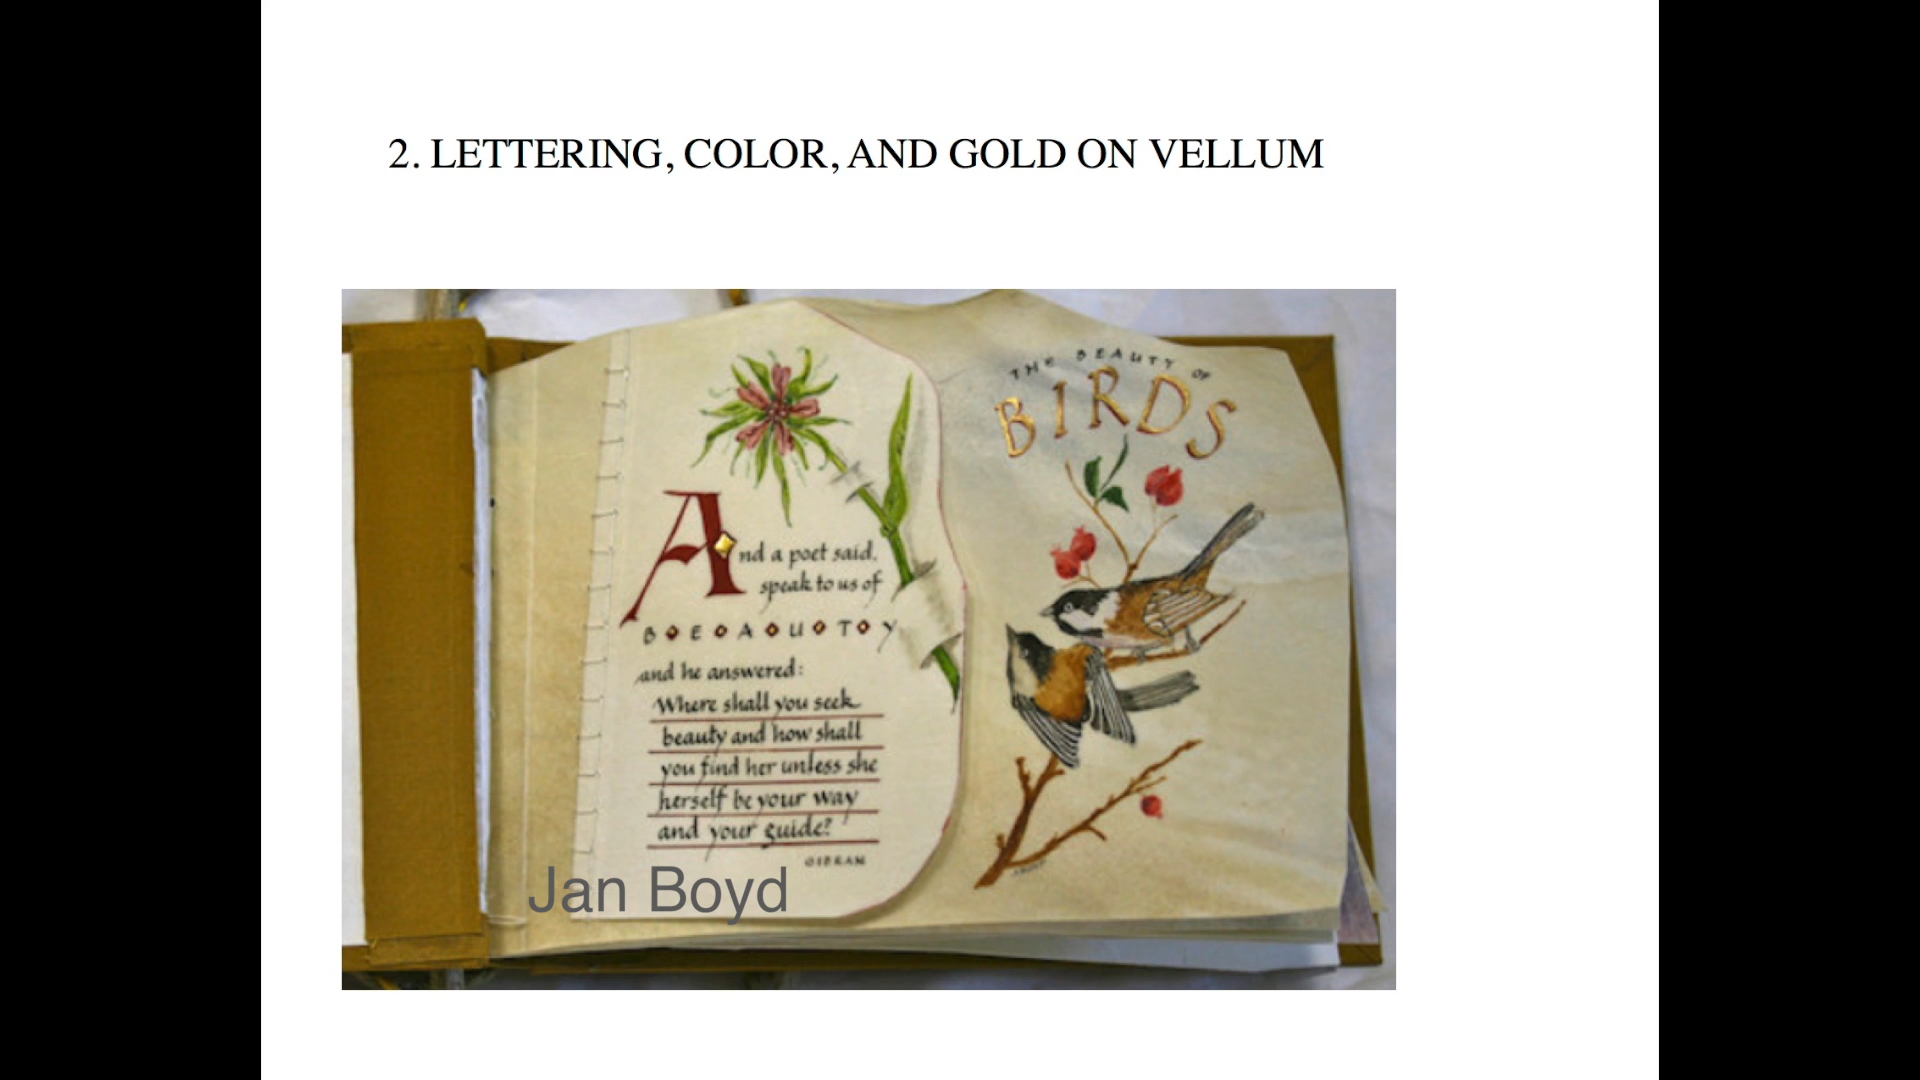 2. LETTERING, COLOR, AND GOLD ON VELLUM
And a poet said,
speak to us of
BEAUTY
and he answered:
Where shall you seek
beauty and how shall
you find her unless she
herself be your way
and your guide?
GIBRAN
THE BEAUTY OF
BIRDS
Jan Boyd